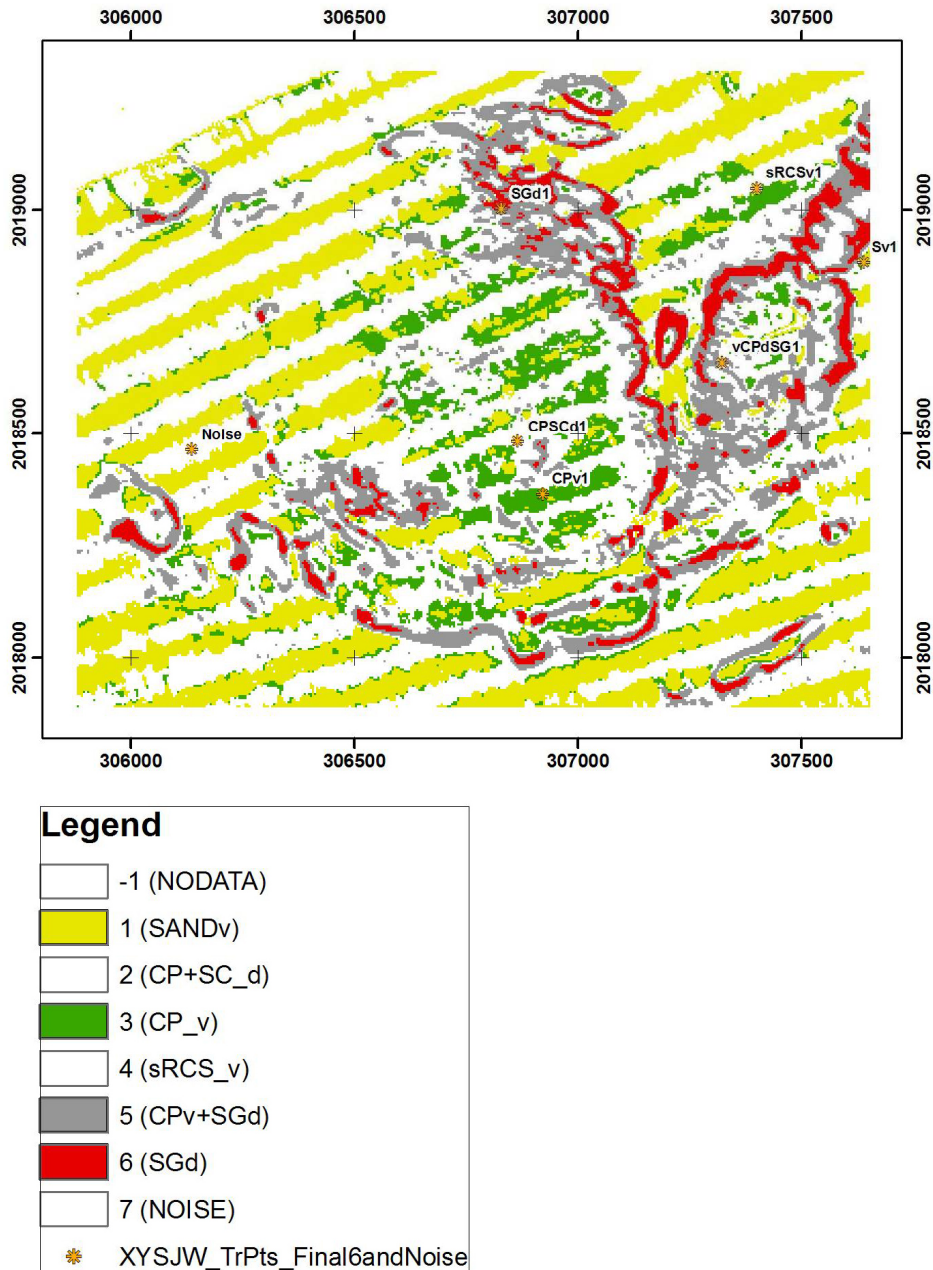 306000 306500 307000 307500
sRCSv1
SGd1
2019000 2019000
Sv1
vCPdSG1
NoIse
CPSCd1
2018500 2018500
CPv1
2018000 2018000
306000 306500 307000 307500
Legend
-1 (NODATA)
1 (SANDv)
2 (CP+SC_d)
3 (CP_v)
4 (sRCS_v)
5 (CPv+SGd)
6 (SGd)
7 (NOISE)
XYSJW_TrPts_Final6andNoise